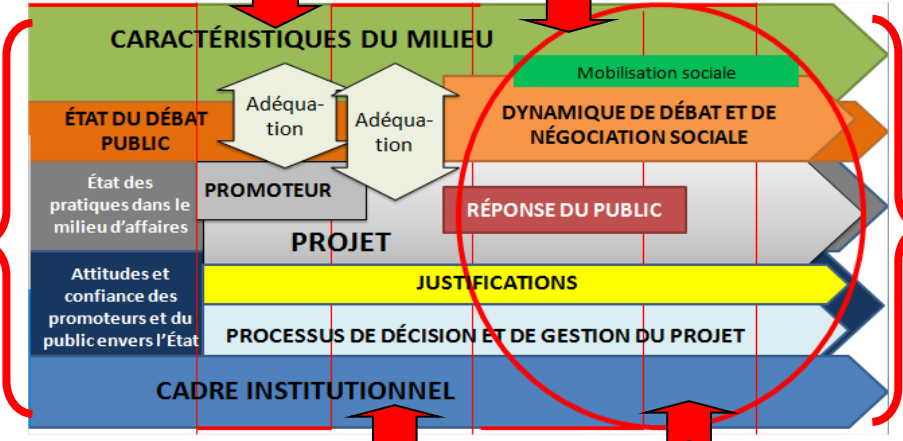 CARACTÉRISTIQUES DU MILIEU
Mobilisation sociale
ÉTAT DU DÉBAT
PUBLIC
Adéqua-
tion
Adéqua-
tion
DYNAMIQUE DE DÉBAT ET DE
NÉGOCIATION SOCIALE
État des
pratiques dans le
milieu d'affaires
PROMOTEUR
RÉPONSE DU PUBLIC
PROJET
Attitudes et
confiance des
promoteurs et du
public envers l'État
JUSTIFICATIONS
PROCESSUS DE DÉCISION ET DE GESTION DU PROJET
CADRE INSTITUTIONNEL